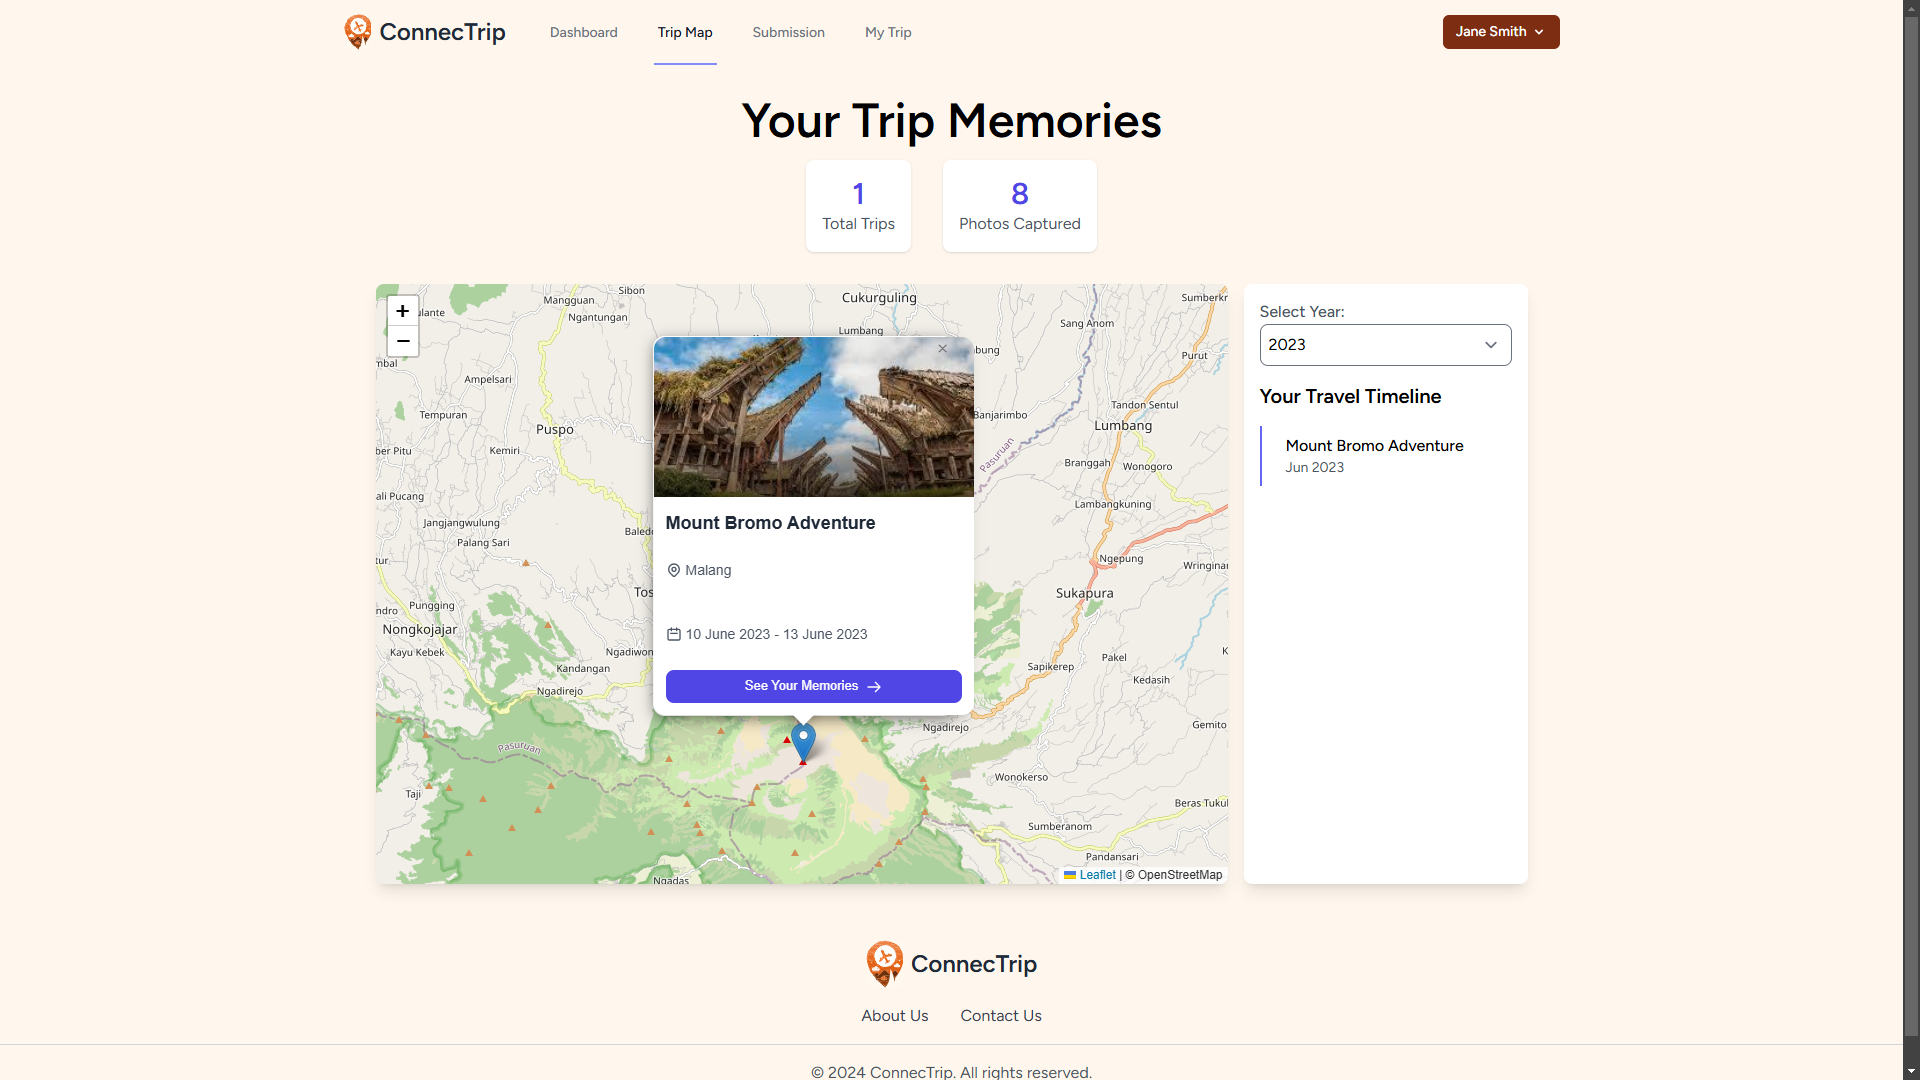 ConnecTrip
Dashboard
Trip Map
Submission
My Trip
Jane Smith
Your Trip Memories
1
Total Trips
8
Photos Captured
+
−
Sibon
Mangguan
Ngantungan
Cukurguling
Lumbang
Sang Anom
Sumberkr
Purut
ulante
mbal
bung
Ampelsari
Tempuran
Puspo
Banjarimbo
Tandon Sentul
Lumbang
ber Pitu
Kemiri
Pasuruan
Branggah
Wonogoro
ali Pucang
Lambangkuning
Jangjangwulung
Baled
Palang Sari
tur
Ngepung
Wringina
Tos
Sukapura
ndro
Pungging
Nongkojajar
Kayu Kebek
Ngadiwon
Kandangan
Sapikerep
Pakel
K
Kedasih
Ngadirejo
Ngadirejo
Gemito
Pasuruan
Wonokerso
Taji
Beras Tukul
Sumberanom
Pandansari
Ngadas
×
Mount Bromo Adventure
Malang
10 June 2023 - 13 June 2023
See Your Memories →
Leaflet | © OpenStreetMap
Select Year:
2023
Your Travel Timeline
Mount Bromo Adventure
Jun 2023
ConnecTrip
About Us
Contact Us
© 2024 ConnecTrip. All rights reserved.